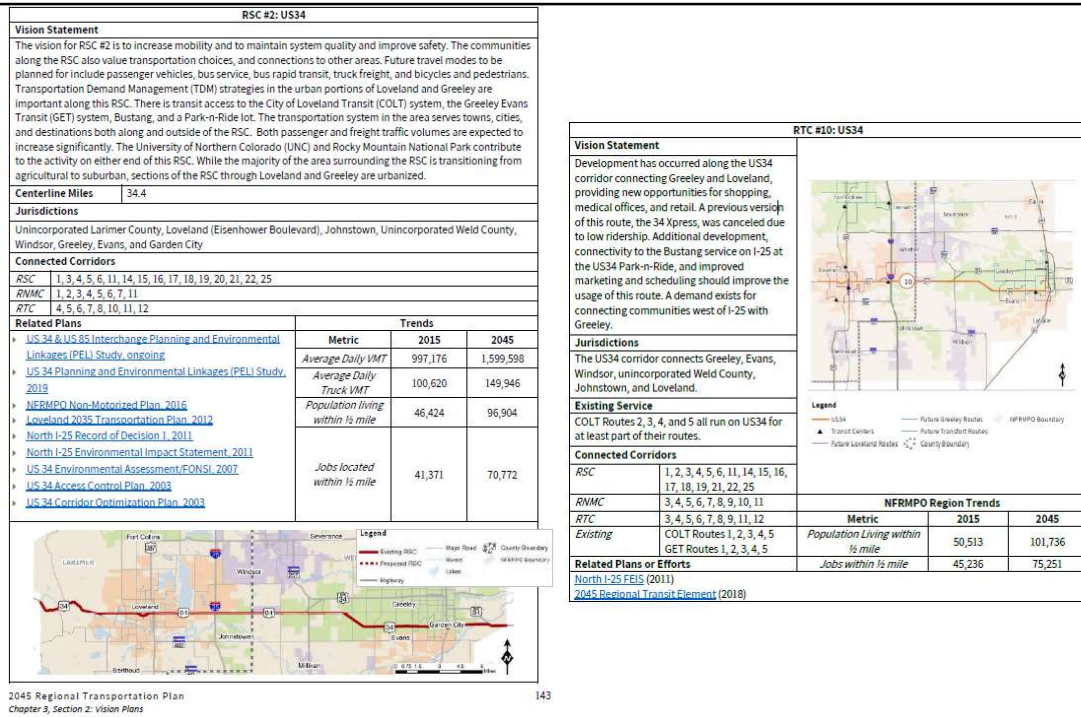 RSC #2: US34
Vision Statement
The vision for RSC #2 is to increase mobility and to maintain system quality and improve safety. The communities
along the RSC also value transportation choices, and connections to other areas. Future travel modes to be
planned for include passenger vehicles, bus service, bus rapid transit, truck freight, and bicycles and pedestrians.
Transportation Demand Management (TDM) strategies in the urban portions of Loveland and Greeley are
important along this RSC. There is transit access to the City of Loveland Transit (COLT) system, the Greeley Evans
Transit (GET) system, Bustang, and a Park-n-Ride lot. The transportation system in the area serves towns, cities,
and destinations both along and outside of the RSC. Both passenger and freight traffic volumes are expected to
increase significantly. The University of Northern Colorado (UNC) and Rocky Mountain National Park contribute
to the activity on either end of this RSC. While the majority of the area surrounding the RSC is transitioning from
agricultural to suburban, sections of the RSC through Loveland and Greeley are urbanized.
Centerline Miles 34.4
Jurisdictions
Unincorporated Larimer County, Loveland (Eisenhower Boulevard), Johnstown, Unincorporated Weld County,
Windsor, Greeley, Evans, and Garden City
Connected Corridors
RSC 1, 3, 4, 5, 6, 11, 14, 15, 16, 17, 18, 19, 20, 21, 22, 25
RNMC 1, 2, 3, 4, 5, 6, 7, 11
RTC 4, 5, 6, 7, 8, 10, 11, 12
Related Plans
US 34 & US 85 Interchange Planning and Environmental
Linkages (PEL) Study, ongoing
US 34 Planning and Environmental Linkages (PEL) Study,
2019
NFRMPO Non-Motorized Plan, 2016
Loveland 2035 Transportation Plan, 2012
North I-25 Record of Decision 1, 2011
North I-25 Environmental Impact Statement, 2011
US 34 Environmental Assessment/FONSI, 2007
US 34 Access Control Plan, 2003
US 34 Corridor Optimization Plan, 2003
Trends
Metric 2015 2045
Average Daily VMT 997,176 1,599,598
Average Daily
Truck VMT 100,620 149,946
Population living
within ½ mile 46,424 96,904
Jobs located
within ½ mile 41,371 70,772
Fort Collins
Severance
LARIMER
Windsor
Loveland
Greeley
Garden City
Johnstown
Evans
Berthoud
Milliken
34
34
Legend
Existing RSC
Proposed RSC
Highway
Major Road
Rivers
Lakes
County Boundary
NFRMPO Boundary
Miles
N
2045 Regional Transportation Plan
Chapter 3, Section 2: Vision Plans
143
RTC #10: US34
Vision Statement
Development has occurred along the US34
corridor connecting Greeley and Loveland,
providing new opportunities for shopping,
medical offices, and retail. A previous version
of this route, the 34 Xpress, was canceled due
to low ridership. Additional development,
connectivity to the Bustang service on I-25 at
the US34 Park-n-Ride, and improved
marketing and scheduling should improve the
usage of this route. A demand exists for
connecting communities west of I-25 with
Greeley.
Jurisdictions
The US34 corridor connects Greeley, Evans,
Windsor, unincorporated Weld County,
Johnstown, and Loveland.
Existing Service
COLT Routes 2, 3, 4, and 5 all run on US34 for
at least part of their routes.
Connected Corridors
RSC 1, 2, 3, 4, 5, 6, 11, 14, 15, 16,
17, 18, 19, 21, 22, 25
RNMC 3, 4, 5, 6, 7, 8, 9, 10, 11
RTC 3, 4, 5, 6, 7, 8, 9, 11, 12
Existing COLT Routes 1, 2, 3, 4, 5
GET Routes 1, 2, 3, 4, 5
Related Plans or Efforts
North I-25 FEIS (2011)
2045 Regional Transit Element (2018)
Severance
Eaton
Windsor
Greeley
Evans
LaSalle
Milliken
10
Legend
US34
Transit Centers
Future Loveland Routes
Future Greeley Routes
Future Transfort Routes
County Boundary
NFRMPO Boundary
NFRMPO Region Trends
Metric 2015 2045
Population Living within
½ mile 50,513 101,736
Jobs within ½ mile 45,236 75,251